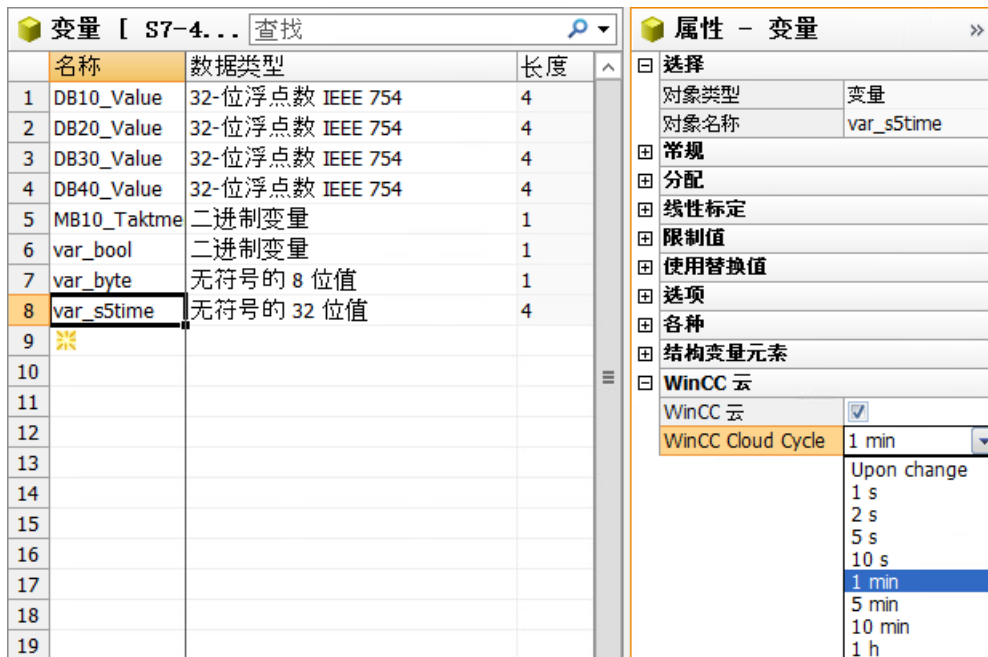 变量 [ S7-4... 查找
名称 数据类型 长度
1 DB10_Value 32-位浮点数 IEEE 754 4
2 DB20_Value 32-位浮点数 IEEE 754 4
3 DB30_Value 32-位浮点数 IEEE 754 4
4 DB40_Value 32-位浮点数 IEEE 754 4
5 MB10_Taktme 二进制变量 1
6 var_bool 二进制变量 1
7 var_byte 无符号的 8 位值 1
8 var_s5time 无符号的 32 位值 4
9
10
11
12
13
14
15
16
17
18
19
属性 - 变量 »
选择
对象类型 变量
对象名称 var_s5time
常规
分配
线性标定
限制值
使用替换值
选项
各种
结构变量元素
WinCC 云
WinCC 云
WinCC Cloud Cycle 1 min
Upon change
1 s
2 s
5 s
10 s
1 min
5 min
10 min
1 h